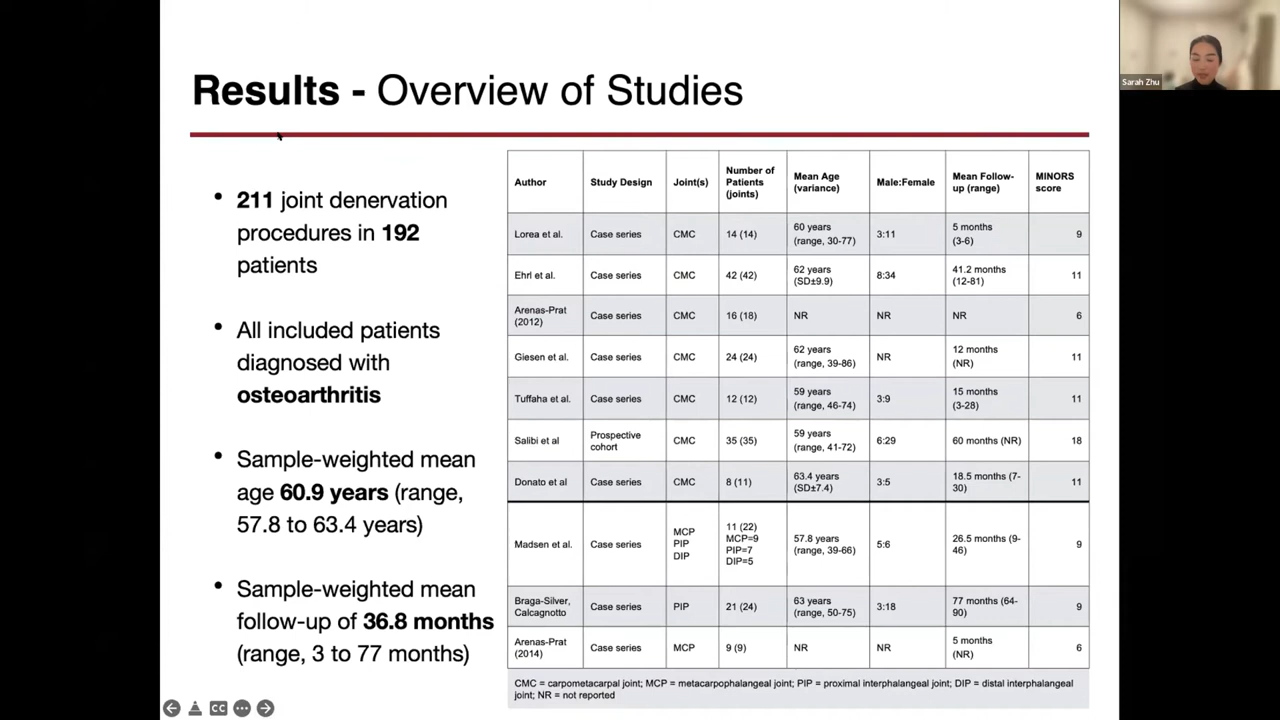 Results - Overview of Studies
Sarah Zhu
• 211 joint denervation
procedures in 192
patients
• All included patients
diagnosed with
osteoarthritis
• Sample-weighted mean
age 60.9 years (range,
57.8 to 63.4 years)
• Sample-weighted mean
follow-up of 36.8 months
(range, 3 to 77 months)
Author Study Design Joint(s) Number of Patients (joints) Mean Age (variance) Male:Female Mean Follow-up (range) MINORS score
Lorea et al. Case series CMC 14 (14) 60 years (range, 30-77) 3:11 5 months (3-6) 9
Ehrl et al. Case series CMC 42 (42) 62 years (SD±9.9) 8:34 41.2 months (12-81) 11
Arenas-Prat (2012) Case series CMC 16 (18) NR NR NR 6
Giesen et al. Case series CMC 24 (24) 62 years (range, 39-86) NR 12 months (NR) 11
Tuffaha et al. Case series CMC 12 (12) 59 years (range, 46-74) 3:9 15 months (3-28) 11
Salibi et al Prospective cohort CMC 35 (35) 59 years (range, 41-72) 6:29 60 months (NR) 18
Donato et al Case series CMC 8 (11) 63.4 years (SD±7.4) 3:5 18.5 months (7-30) 11
Madsen et al. Case series MCP PIP DIP 11 (22) MCP=9 PIP=7 DIP=5 57.8 years (range, 39-66) 5:6 26.5 months (9-46) 9
Braga-Silver, Calcagnotto Case series PIP 21 (24) 63 years (range, 50-75) 3:18 77 months (64-90) 9
Arenas-Prat (2014) Case series MCP 9 (9) NR NR 5 months (NR) 6
CMC = carpometacarpal joint; MCP = metacarpophalangeal joint; PIP = proximal interphalangeal joint; DIP = distal interphalangeal
joint; NR = not reported
CC